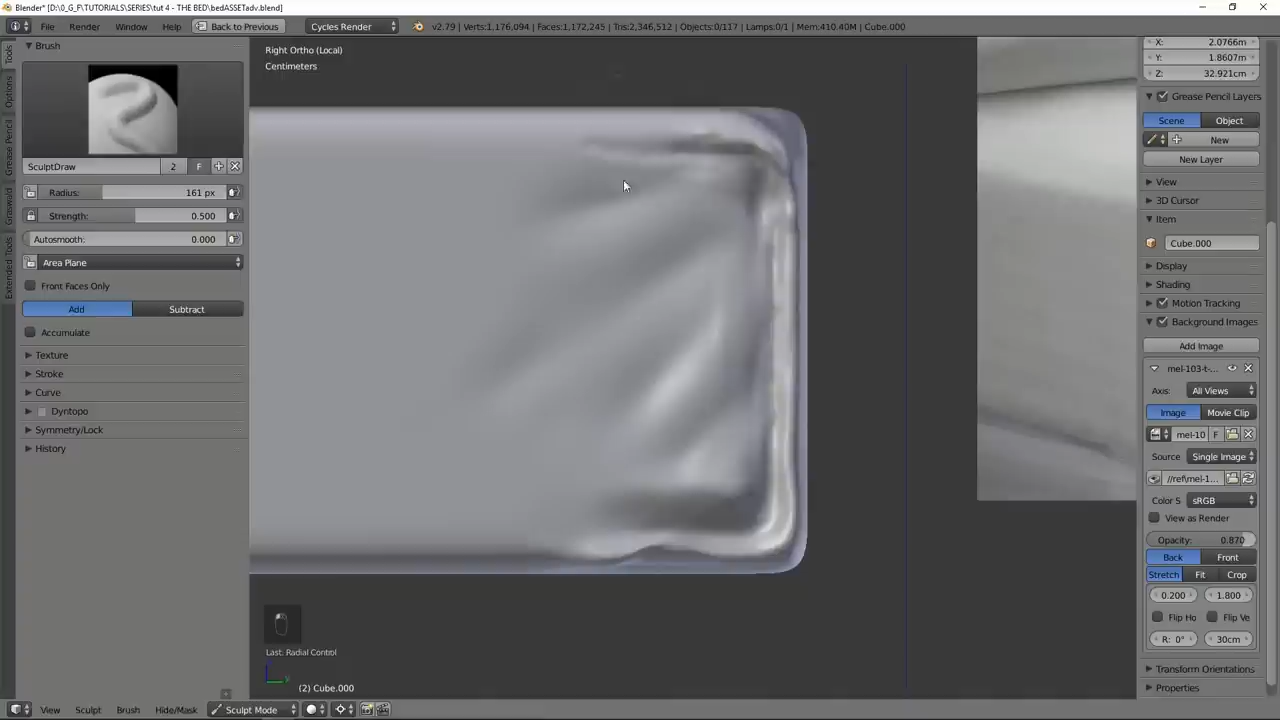 Blender* [D:\0_G_F\TUTORIALS\SERIES\tut 4 - THE BED\bedASSETadv.blend]
File Render Window Help Back to Previous Cycles Render v2.79 | Verts:1,176,094 | Faces:1,172,245 | Tris:2,346,512 | Objects:0/117 | Lamps:0/1 | Mem:410.40M | Cube.000
Tools
Options
Grease Pencil
Graswald
Extended Tools
Brush
SculptDraw 2 F
Radius: 161 px
Strength: 0.500
Autosmooth: 0.000
Area Plane
Front Faces Only
Add Subtract
Accumulate
Texture
Stroke
Curve
Dyntopo
Symmetry/Lock
History
Right Ortho (Local)
Centimeters
Last: Radial Control
(2) Cube.000
X: 2.0766m
Y: 1.8607m
Z: 32.921cm
Grease Pencil Layers
Scene Object
New
New Layer
View
3D Cursor
Item
Cube.000
Display
Shading
Motion Tracking
Background Images
Add Image
mel-103-t-...
Axis: All Views
Image Movie Clip
mel-10 F
Source Single Image
//ref\mel-1...
Color S sRGB
View as Render
Opacity: 0.870
Back Front
Stretch Fit Crop
0.200 1.800
Flip Ho Flip Ve
R: 0° 30cm
Transform Orientations
Properties
View Sculpt Brush Hide/Mask Sculpt Mode